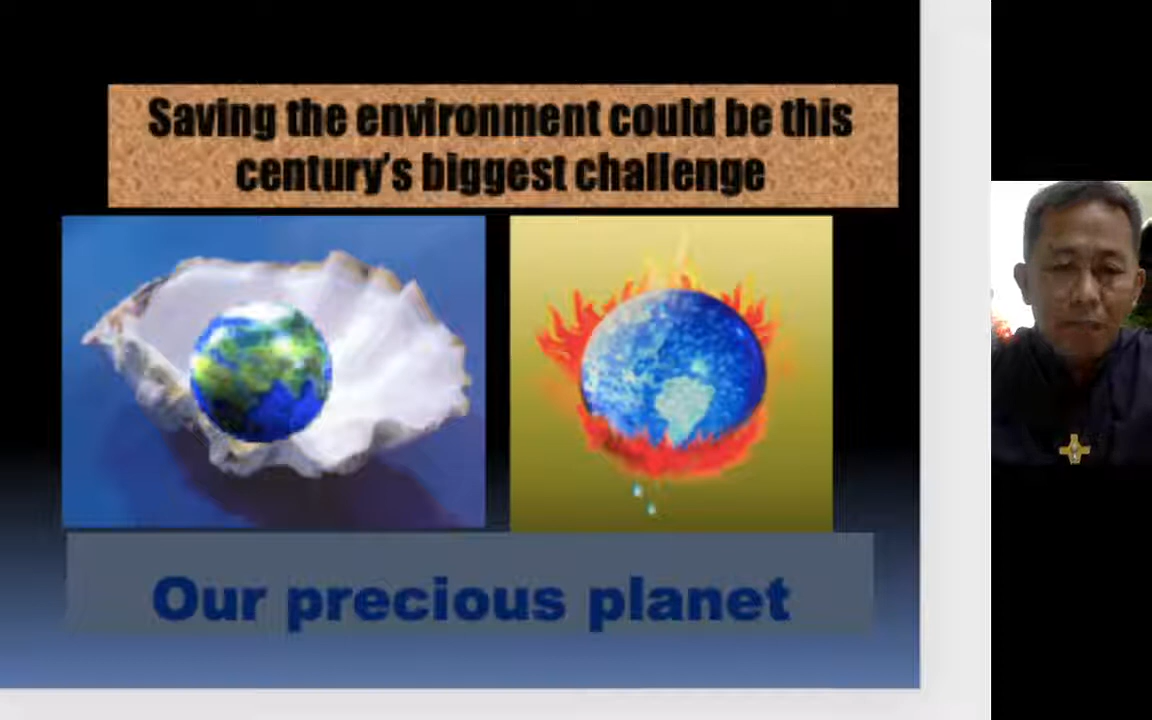 Saving the environment could be this
century's biggest challenge
Our precious planet